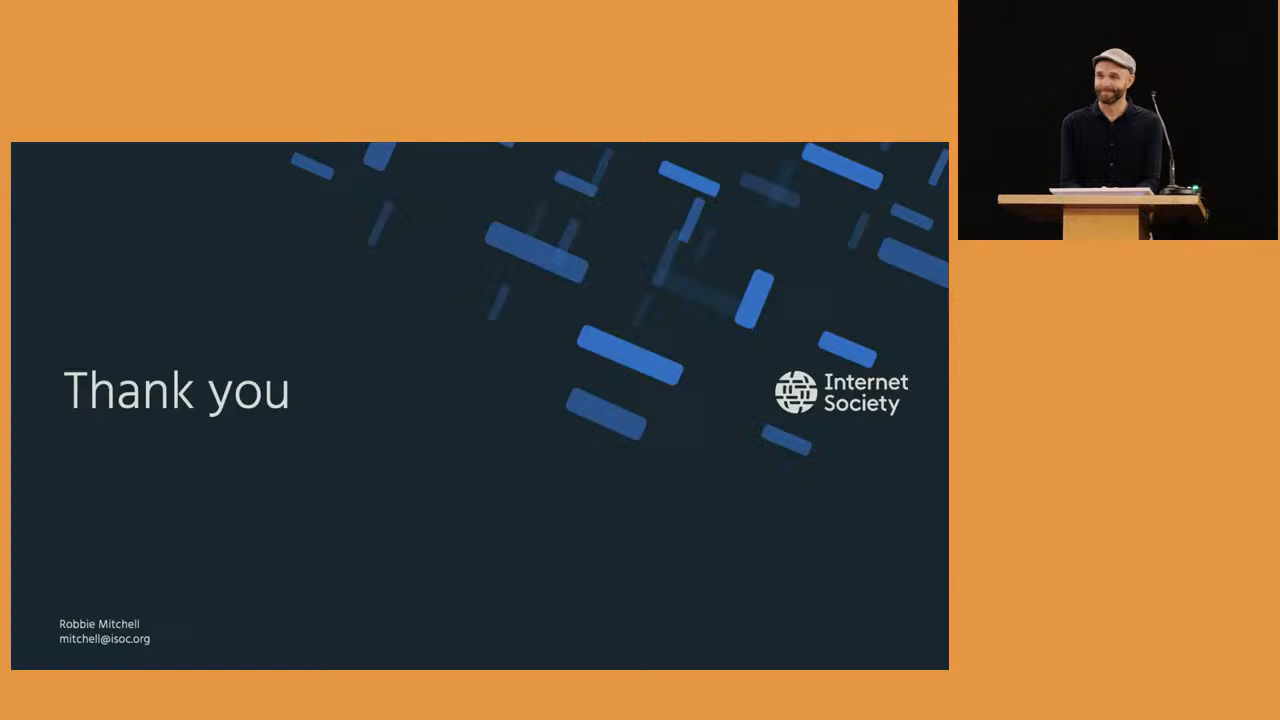 Thank you
Internet
Society
Robbie Mitchell
mitchell@isoc.org